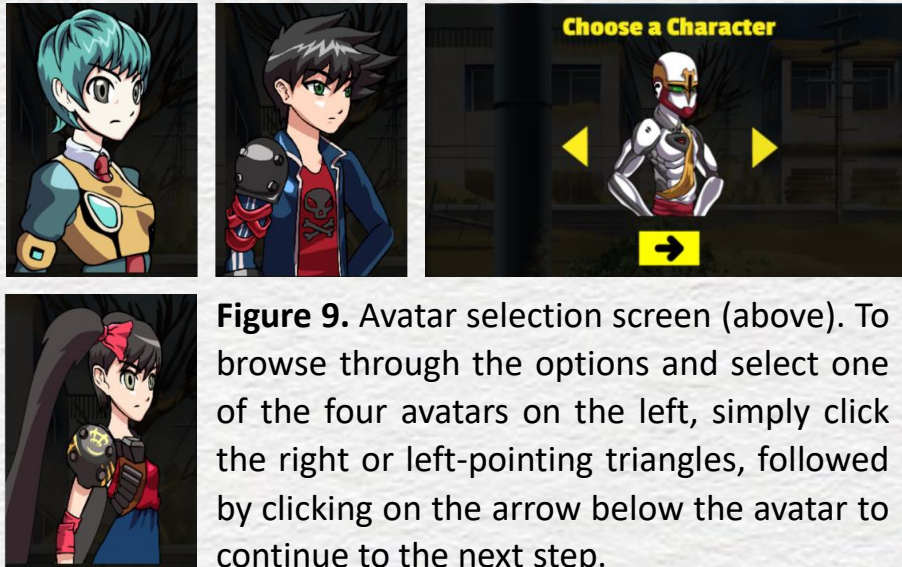 Choose a Character
Figure 9. Avatar selection screen (above). To
browse through the options and select one
of the four avatars on the left, simply click
the right or left-pointing triangles, followed
by clicking on the arrow below the avatar to
continue to the next step.